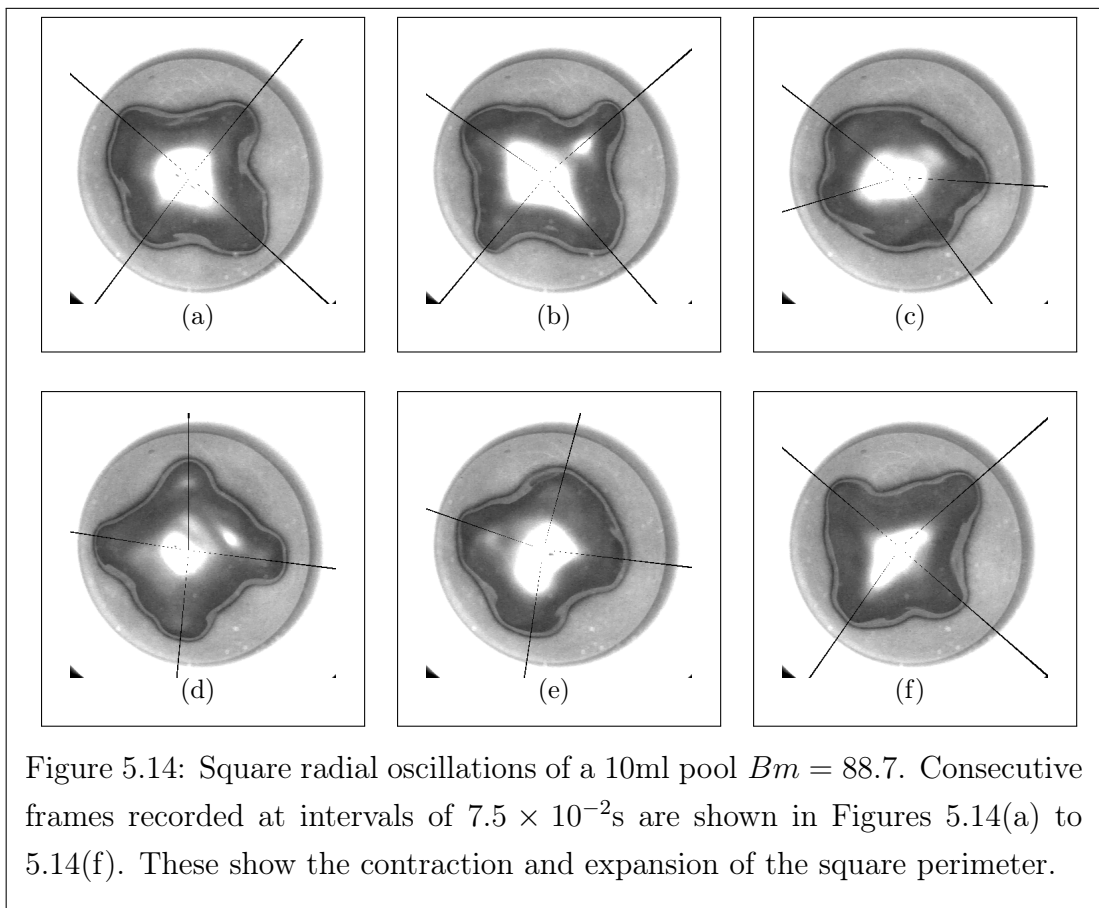 (a)
(b)
(c)
(d)
(e)
(f)
Figure 5.14: Square radial oscillations of a 10ml pool Bm = 88.7. Consecutive
frames recorded at intervals of 7.5 × 10⁻²s are shown in Figures 5.14(a) to
5.14(f). These show the contraction and expansion of the square perimeter.